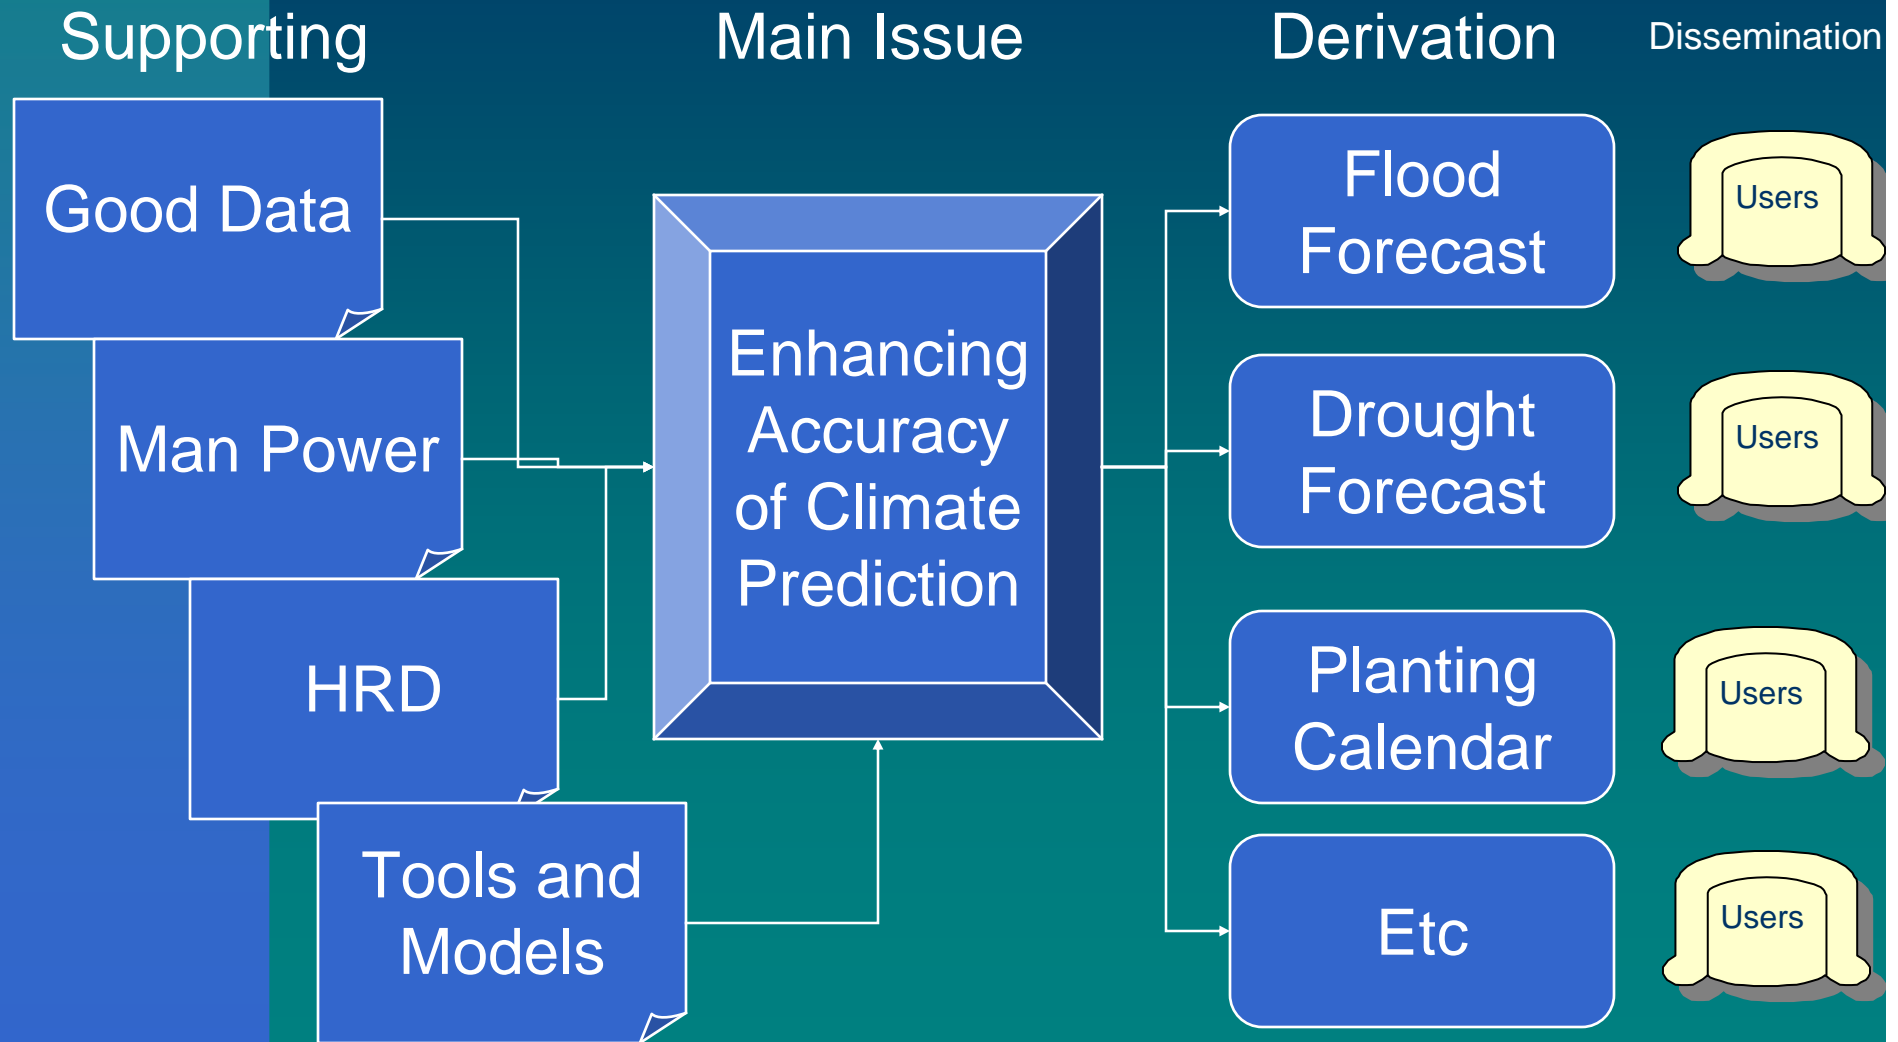 Supporting
Main Issue
Derivation
Dissemination
Good Data
Man Power
HRD
Tools and
Models
Enhancing
Accuracy
of Climate
Prediction
Flood
Forecast
Users
Drought
Forecast
Users
Planting
Calendar
Users
Etc
Users